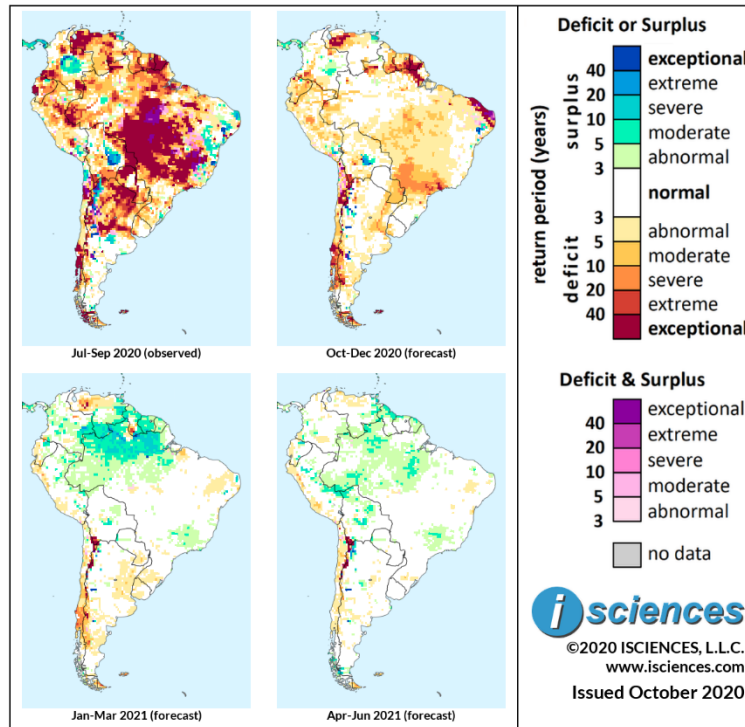 Jul-Sep 2020 (observed)
Oct-Dec 2020 (forecast)
Jan-Mar 2021 (forecast)
Apr-Jun 2021 (forecast)
Deficit or Surplus
return period (years)
surplus
deficit
exceptional
40
extreme
20
severe
10
moderate
5
abnormal
3
normal
3
abnormal
5
moderate
10
severe
20
extreme
40
exceptional
Deficit & Surplus
exceptional
40
extreme
20
severe
10
moderate
5
abnormal
3
no data
i sciences
©2020 ISCIENCES, L.L.C.
www.isciences.com
Issued October 2020